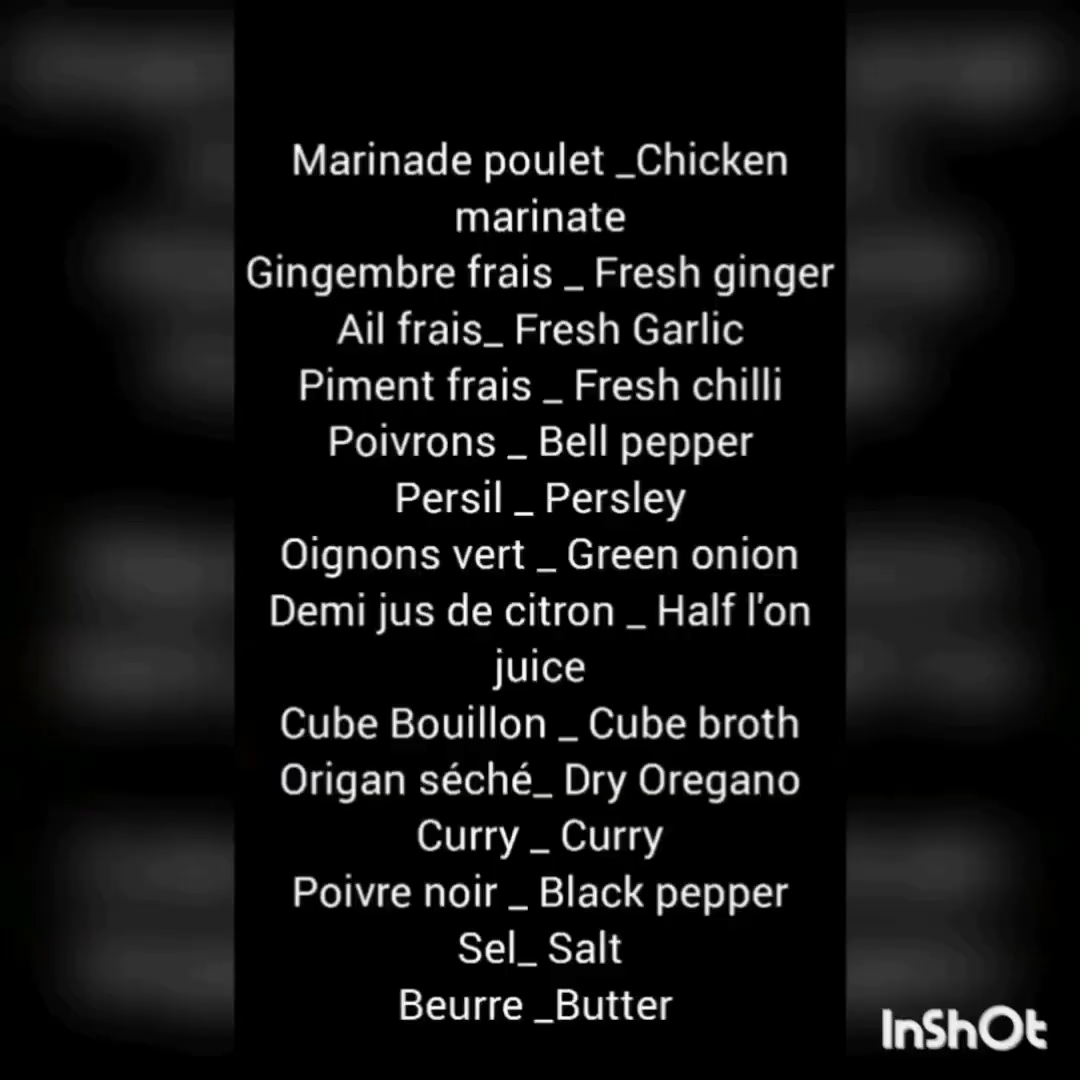 Marinade poulet _Chicken
marinate
Gingembre frais _ Fresh ginger
Ail frais_ Fresh Garlic
Piment frais _ Fresh chilli
Poivrons _ Bell pepper
Persil _ Persley
Oignons vert _ Green onion
Demi jus de citron _ Half l'on
juice
Cube Bouillon _ Cube broth
Origan séché_ Dry Oregano
Curry _ Curry
Poivre noir _ Black pepper
Sel_ Salt
Beurre _Butter
InShOt